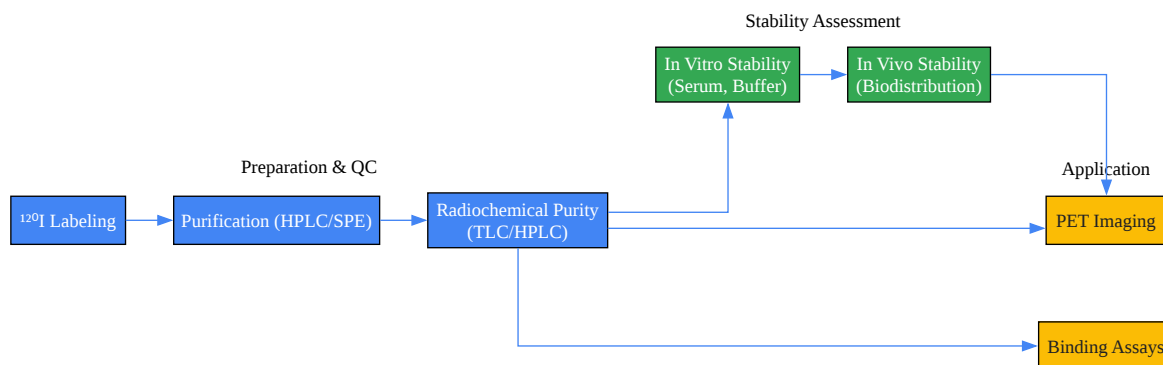 Stability Assessment
In Vitro Stability
(Serum, Buffer)
In Vivo Stability
(Biodistribution)
Preparation & QC
Application
¹²⁰I Labeling
Purification (HPLC/SPE)
Radiochemical Purity
(TLC/HPLC)
PET Imaging
Binding Assays